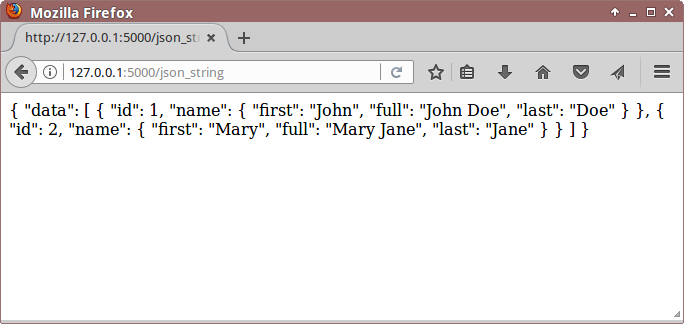 Mozilla Firefox
http://127.0.0.1:5000/json_str
127.0.0.1:5000/json_string
{ "data": [ { "id": 1, "name": { "first": "John", "full": "John Doe", "last": "Doe" } }, {
"id": 2, "name": { "first": "Mary", "full": "Mary Jane", "last": "Jane" } } ] }